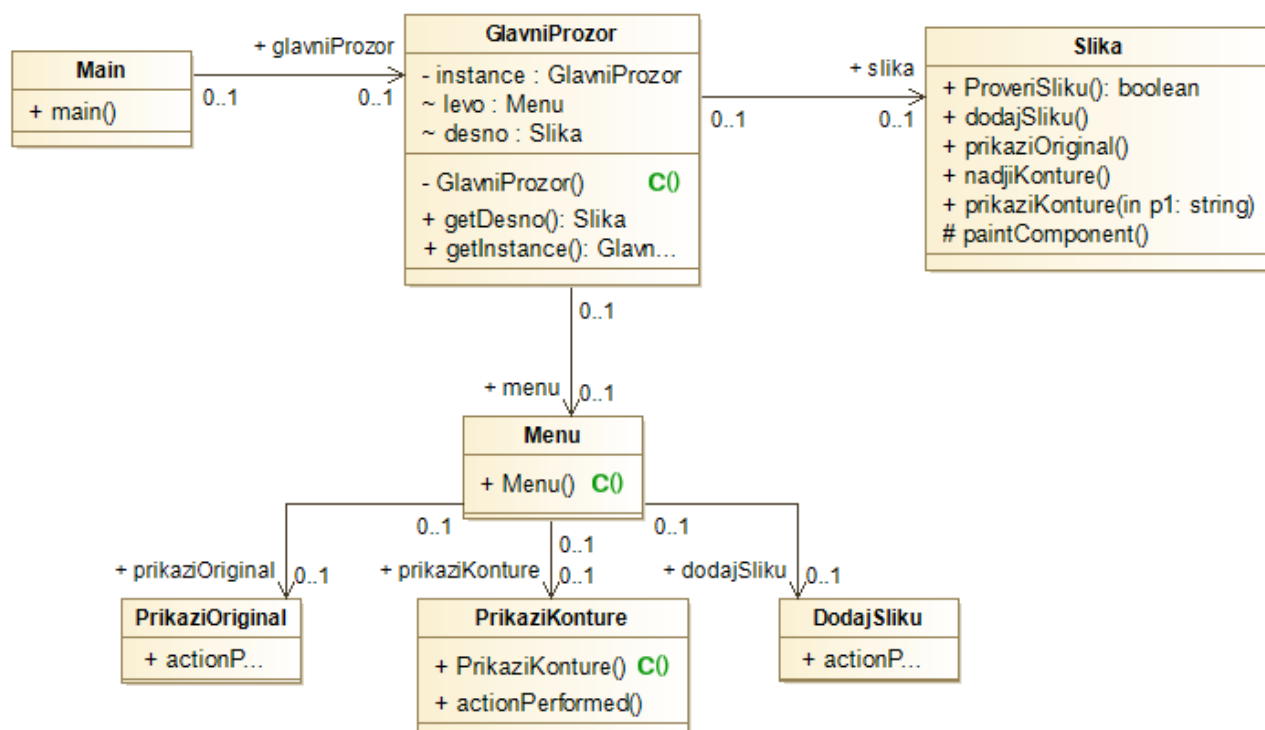 Main
+ main()
+ glavniProzor
0..1
0..1
GlavniProzor
- instance : GlavniProzor
~ levo : Menu
~ desno : Slika
- GlavniProzor() C()
+ getDesno(): Slika
+ getInstance(): Glavn...
+ slika
0..1
0..1
Slika
+ ProveriSliku(): boolean
+ dodajSliku()
+ prikaziOriginal()
+ nadjiKonture()
+ prikaziKonture(in p1: string)
# paintComponent()
0..1
+ menu
0..1
Menu
+ Menu() C()
0..1
0..1
0..1
+ prikaziOriginal
0..1
+ prikaziKonture
0..1
+ dodajSliku
0..1
PrikaziOriginal
+ actionP...
PrikaziKonture
+ PrikaziKonture() C()
+ actionPerformed()
DodajSliku
+ actionP...